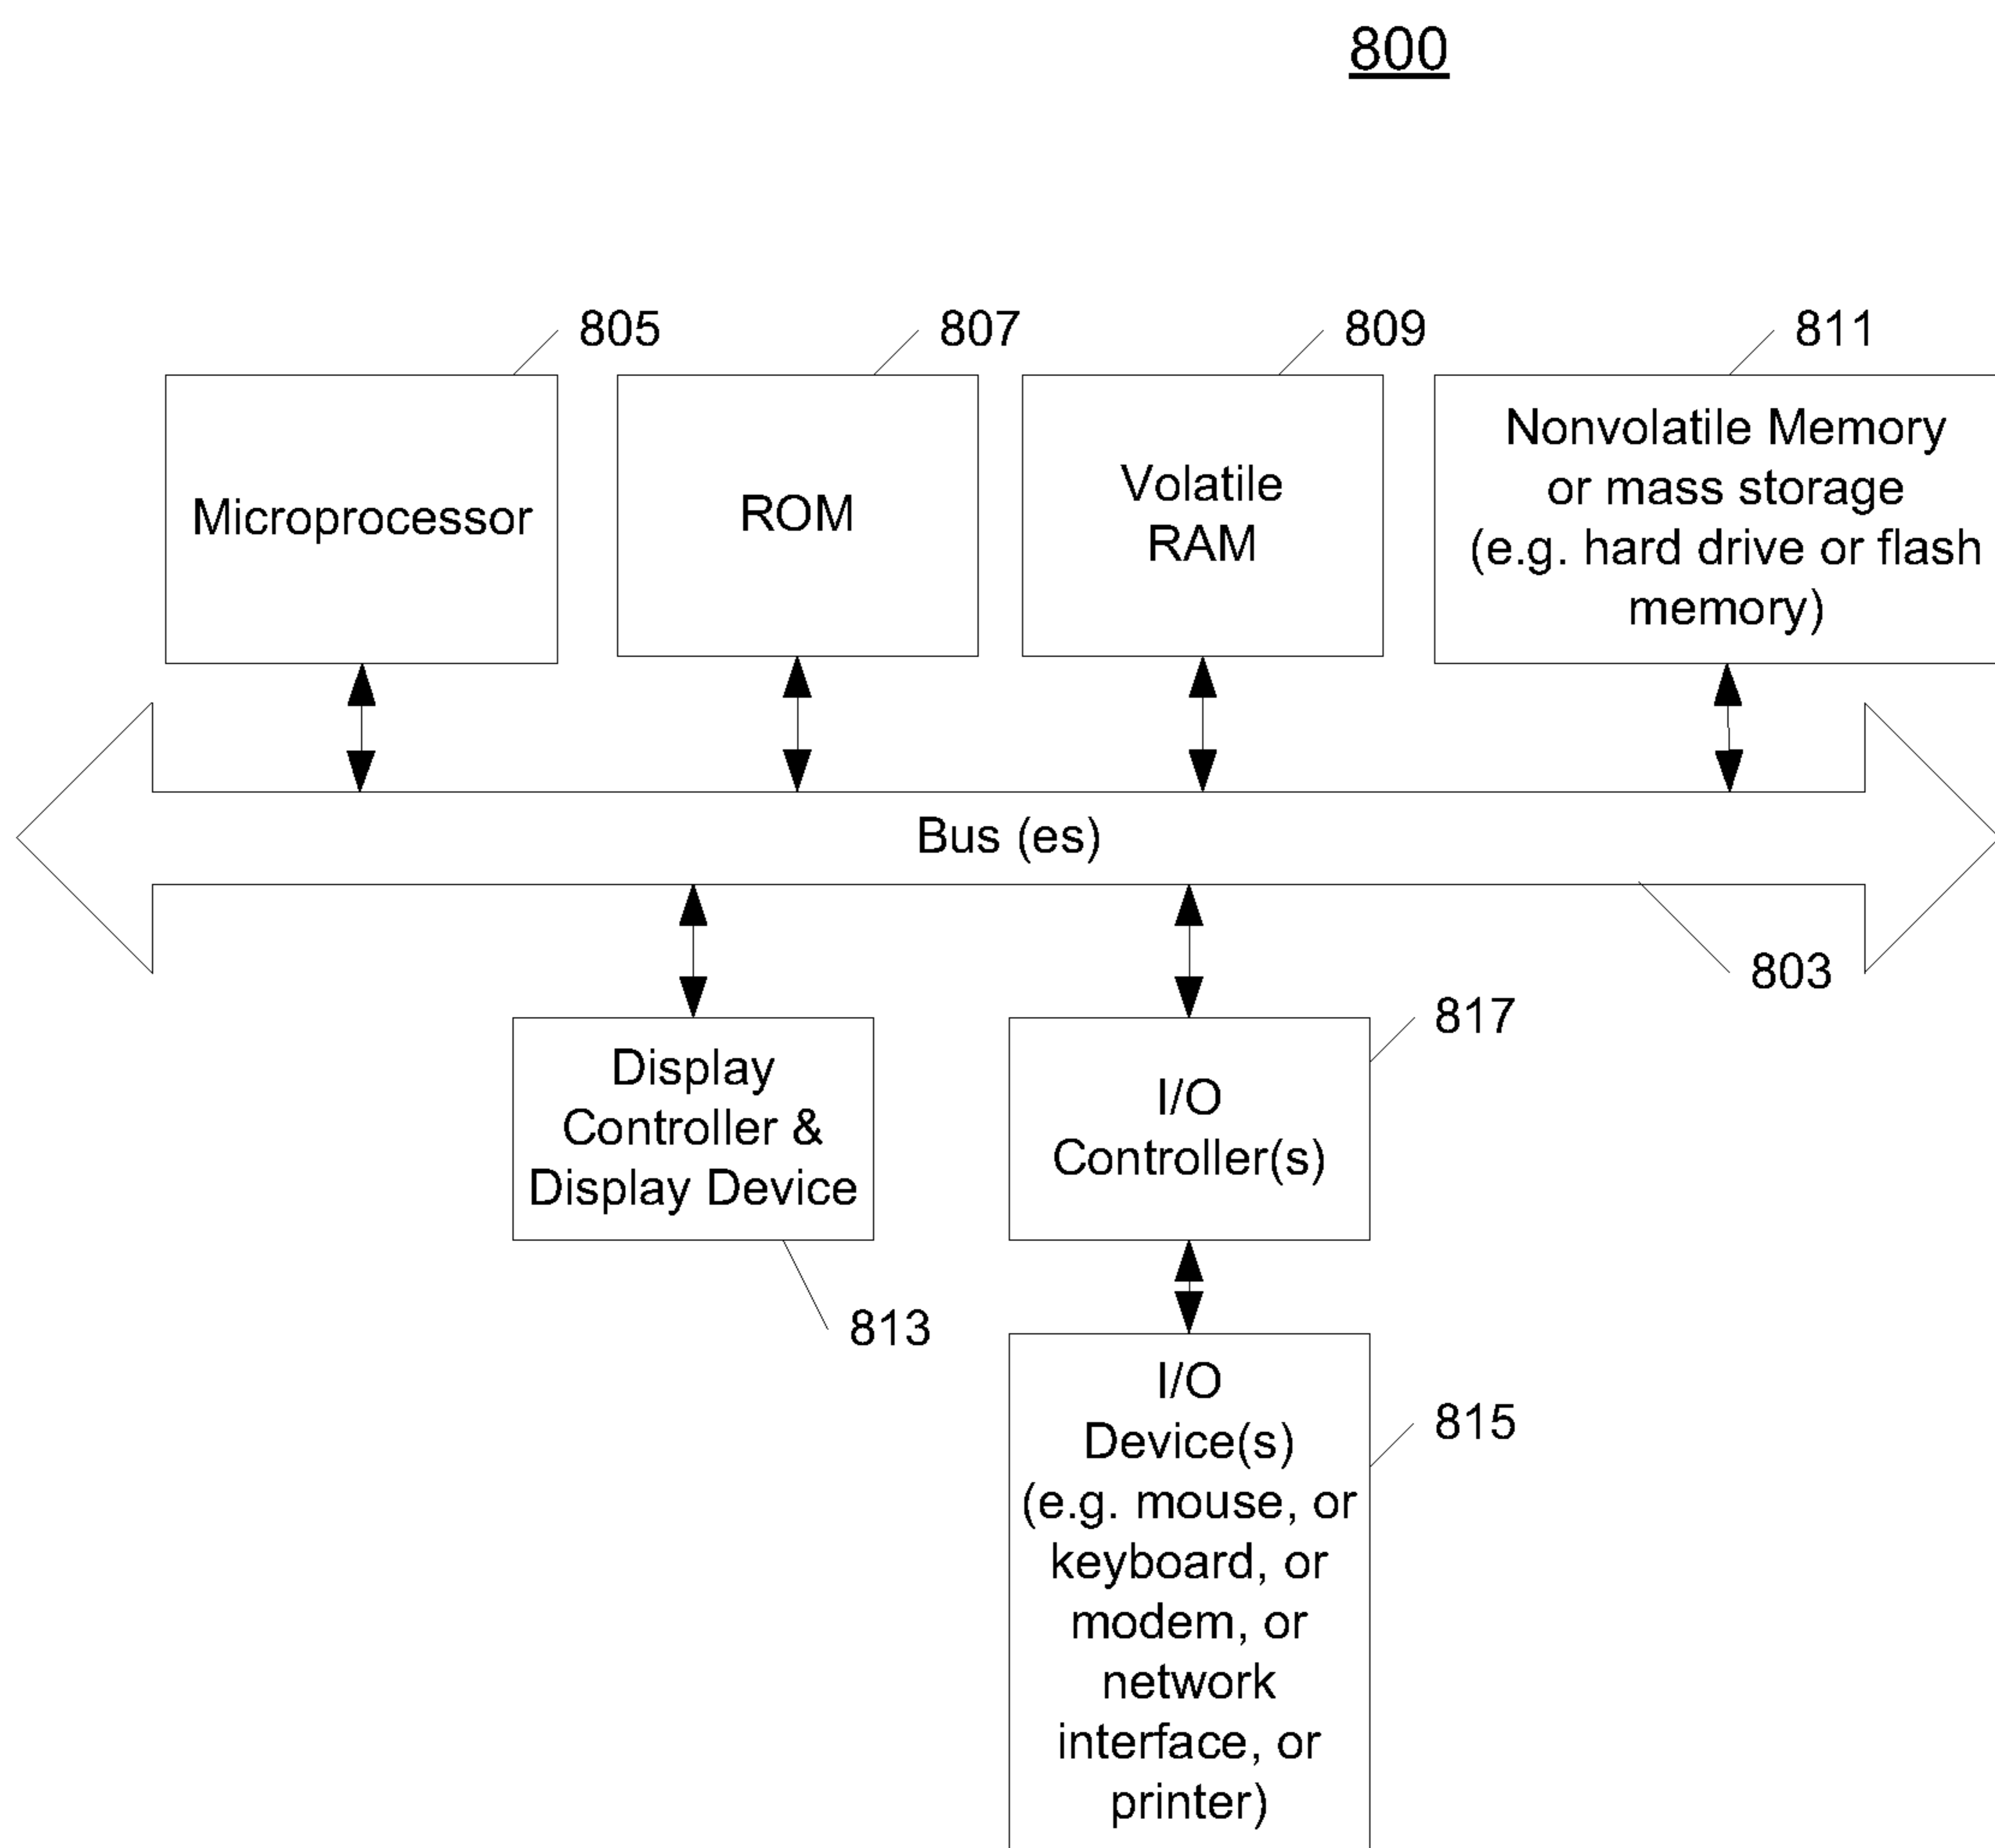 800
805
807
809
811
Microprocessor
ROM
Volatile
RAM
Nonvolatile Memory
or mass storage
(e.g. hard drive or flash
memory)
Bus (es)
803
Display
Controller &
Display Device
813
817
I/O
Controller(s)
I/O
Device(s)
(e.g. mouse, or
keyboard, or
modem, or
network
interface, or
printer)
815